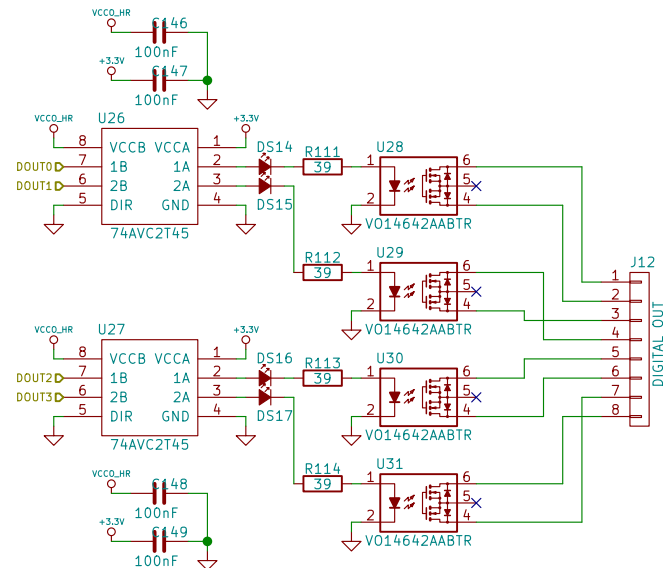 VCCO_HR
C146
100nF
+3.3V
C147
100nF
U26
VCCO_HR
+3.3V
8 VCCB VCCA 1
DOUT0 7 1B 1A 2
DOUT1 6 2B 2A 3
5 DIR GND 4
74AVC2T45
DS14
DS15
R111
39
U28
1 6
5
2 4
VO14642AABTR
R112
39
U29
1 6
5
2 4
VO14642AABTR
J12
1
2
3
4
5
6
7
8
DIGITAL OUT
U27
VCCO_HR
+3.3V
8 VCCB VCCA 1
DOUT2 7 1B 1A 2
DOUT3 6 2B 2A 3
5 DIR GND 4
74AVC2T45
DS16
DS17
R113
39
U30
1 6
5
2 4
VO14642AABTR
R114
39
U31
1 6
5
2 4
VO14642AABTR
VCCO_HR
C148
100nF
+3.3V
C149
100nF